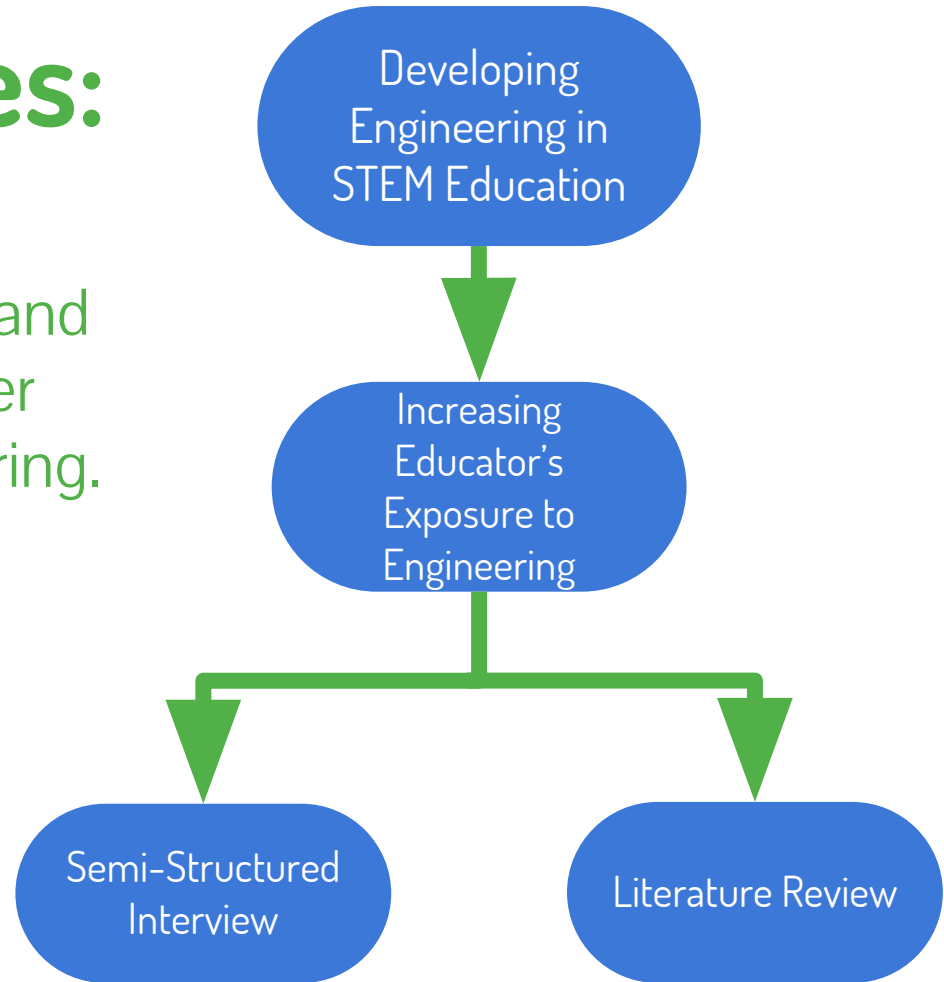 es:
and
er
ring.
Developing
Engineering in
STEM Education
Increasing
Educator’s
Exposure to
Engineering
Semi-Structured
Interview
Literature Review